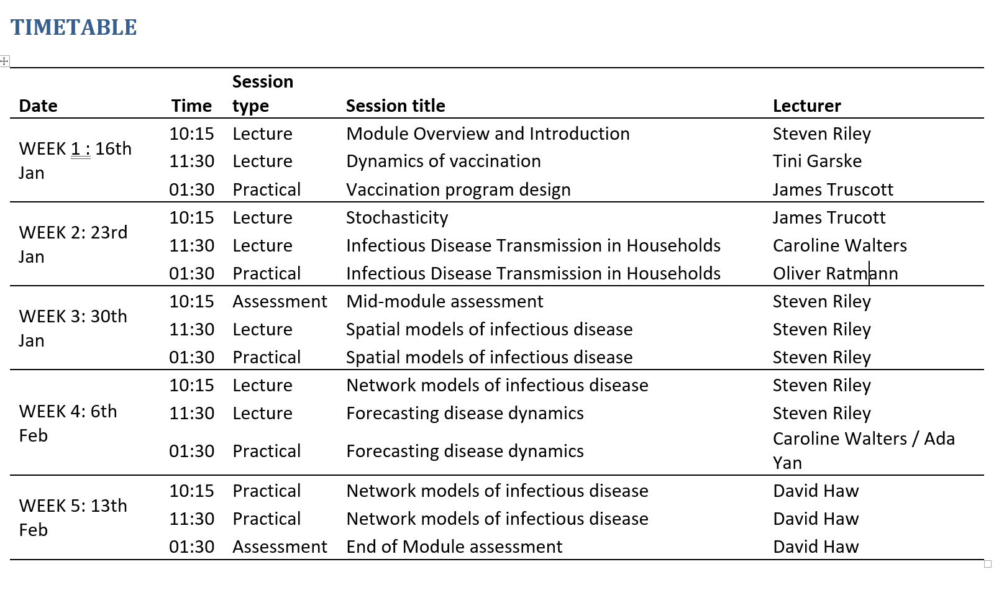 TIMETABLE
Date Time Session type Session title Lecturer
WEEK 1 : 16th Jan
10:15 Lecture Module Overview and Introduction Steven Riley
11:30 Lecture Dynamics of vaccination Tini Garske
01:30 Practical Vaccination program design James Truscott
WEEK 2: 23rd Jan
10:15 Lecture Stochasticity James Trucott
11:30 Lecture Infectious Disease Transmission in Households Caroline Walters
01:30 Practical Infectious Disease Transmission in Households Oliver Ratmann
WEEK 3: 30th Jan
10:15 Assessment Mid-module assessment Steven Riley
11:30 Lecture Spatial models of infectious disease Steven Riley
01:30 Practical Spatial models of infectious disease Steven Riley
WEEK 4: 6th Feb
10:15 Lecture Network models of infectious disease Steven Riley
11:30 Lecture Forecasting disease dynamics Steven Riley
01:30 Practical Forecasting disease dynamics Caroline Walters / Ada Yan
WEEK 5: 13th Feb
10:15 Practical Network models of infectious disease David Haw
11:30 Practical Network models of infectious disease David Haw
01:30 Assessment End of Module assessment David Haw